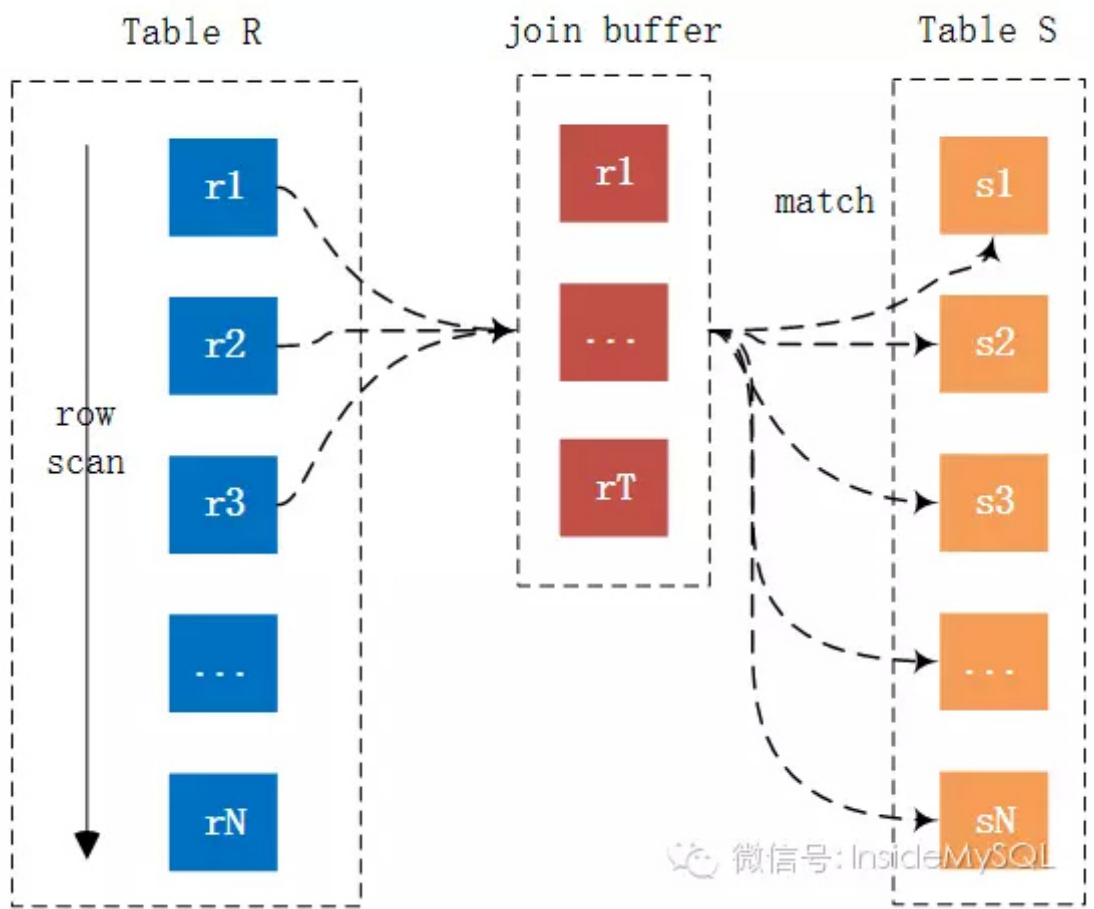 Table R
join buffer
Table S
r1
r2
row
scan
r3
...
rN
r1
...
rT
match
s1
s2
s3
...
sN
微信号: InsideMySQL